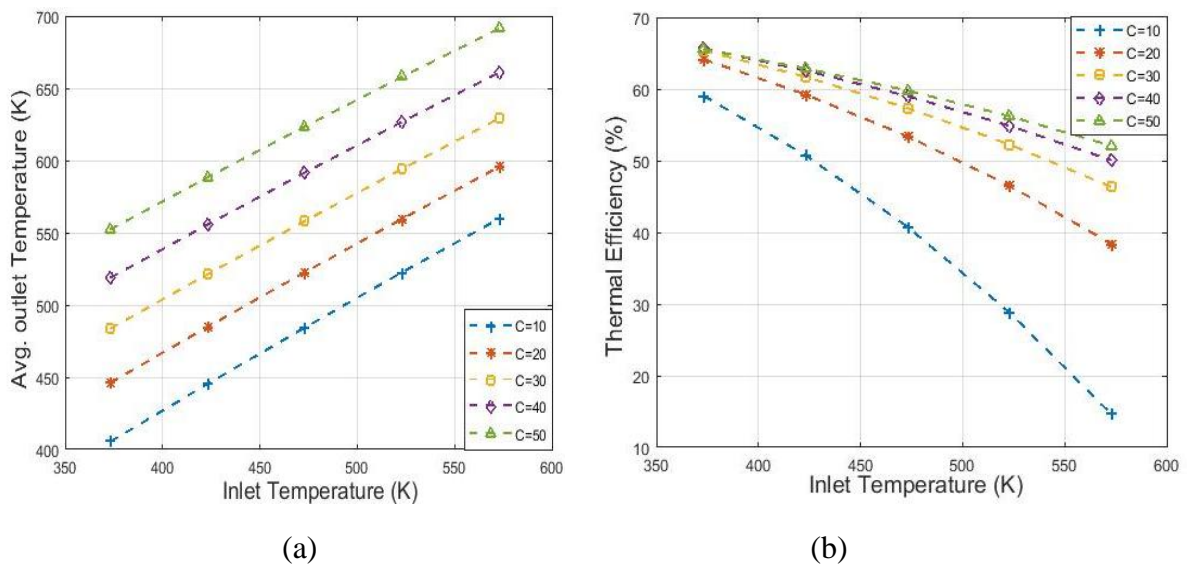 700
650
600
550
500
450
400
350
400
450
500
550
600
Avg. outlet Temperature (K)
Inlet Temperature (K)
C=10
C=20
C=30
C=40
C=50
(a)
70
60
50
40
30
20
10
350
400
450
500
550
600
Thermal Efficiency (%)
Inlet Temperature (K)
C=10
C=20
C=30
C=40
C=50
(b)